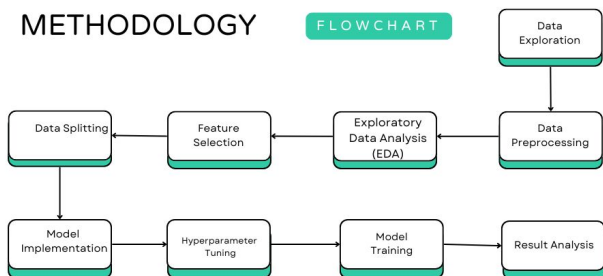 METHODOLOGY
FLOWCHART
Data
Exploration
Data
Preprocessing
Exploratory
Data Analysis
(EDA)
Feature
Selection
Data Splitting
Model
Implementation
Hyperparameter
Tuning
Model
Training
Result Analysis